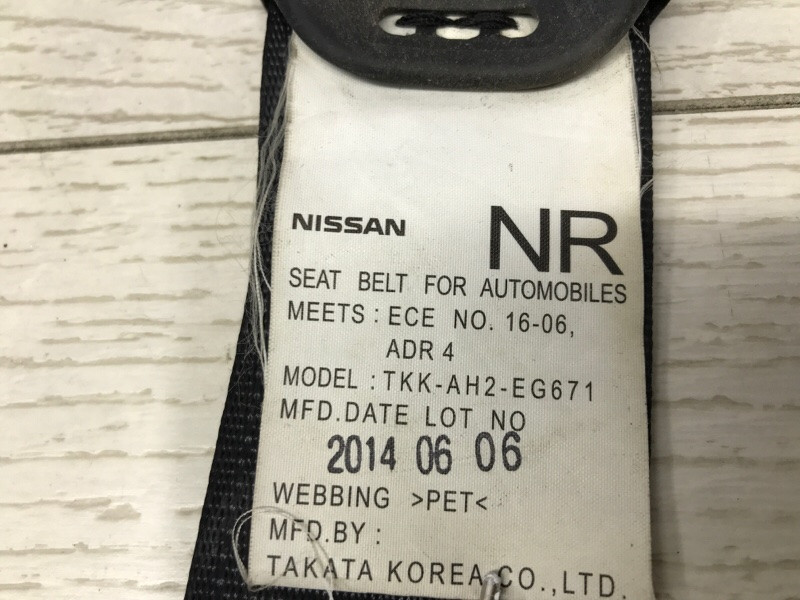 NISSAN NR
SEAT BELT FOR AUTOMOBILES
MEETS : ECE NO. 16-06,
ADR 4
MODEL : TKK-AH2-EG671
MFD.DATE LOT NO
2014 06 06
WEBBING >PET<
MFD.BY :
TAKATA KOREA CO.,LTD.